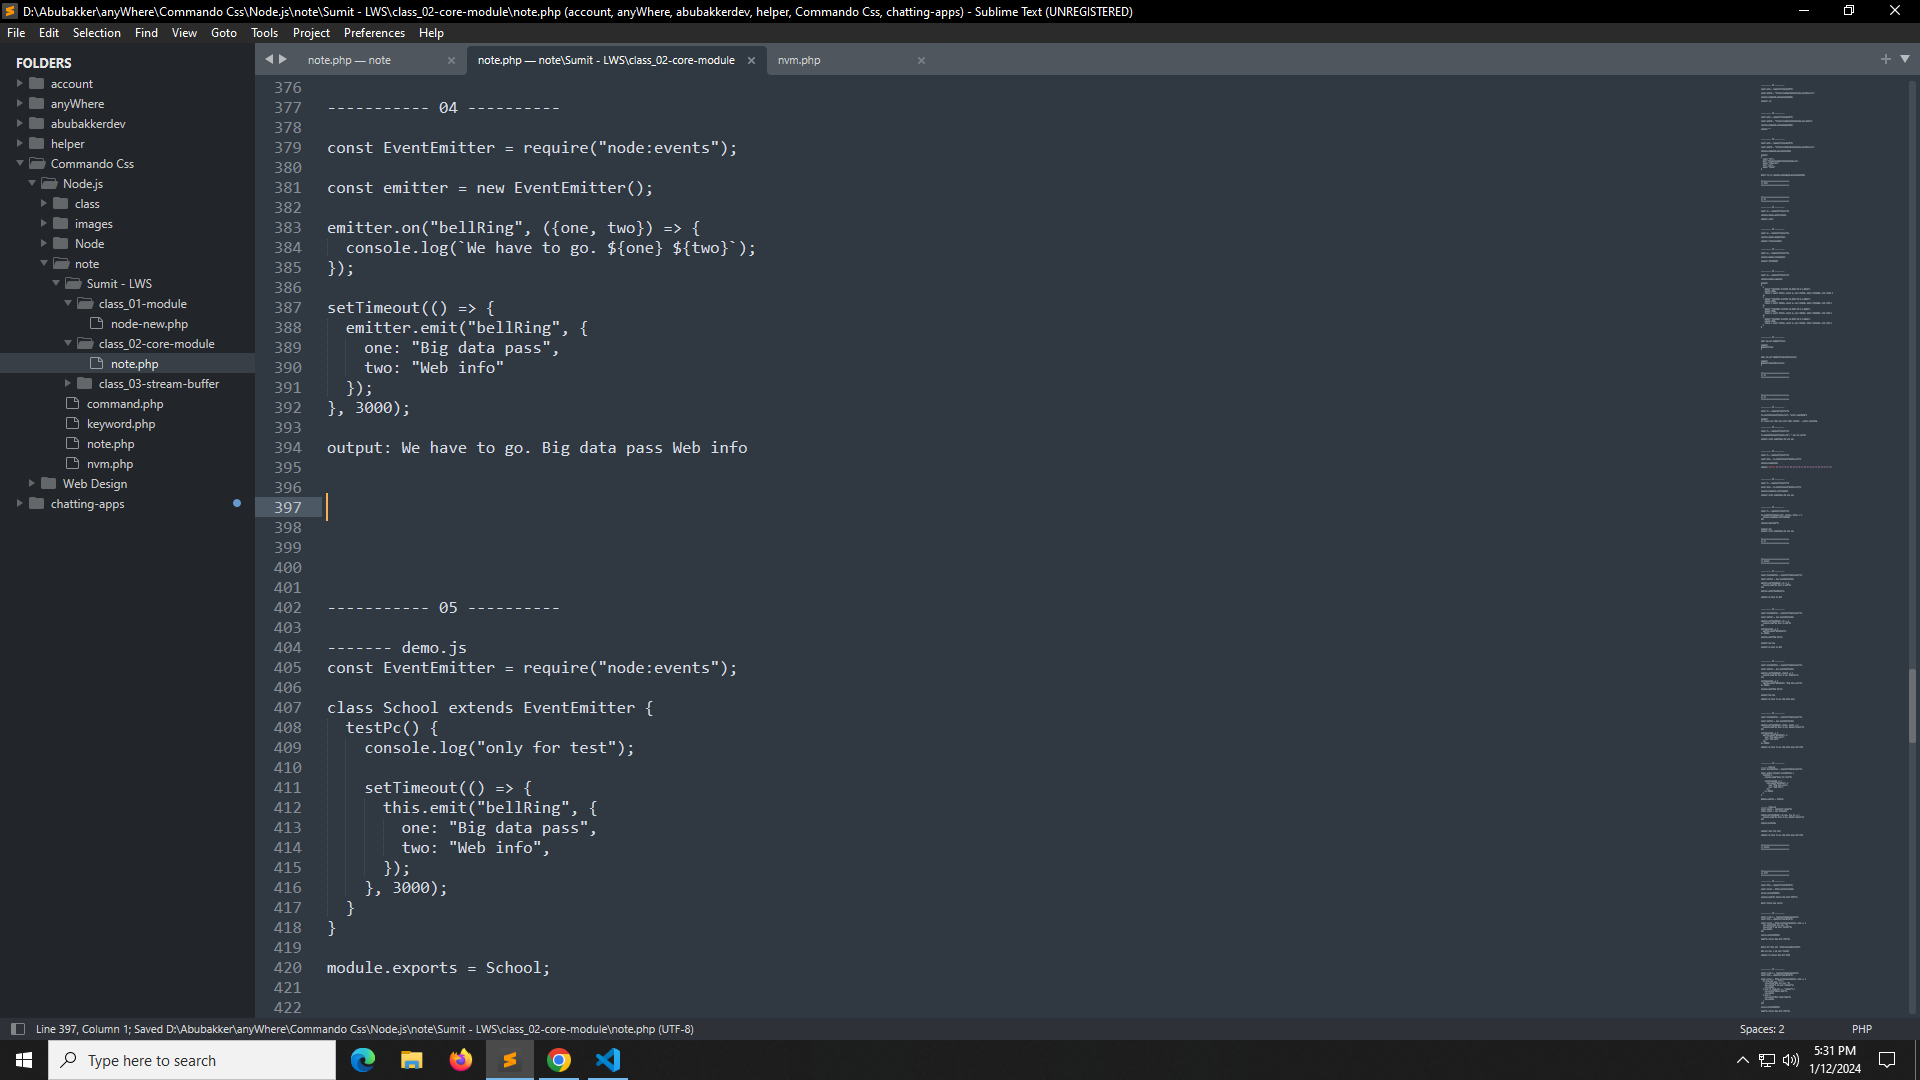 D:\Abubakker\anyWhere\Commando Css\Node.js\note\Sumit - LWS\class_02-core-module\note.php (account, anyWhere, abubakkerdev, helper, Commando Css, chatting-apps) - Sublime Text (UNREGISTERED)
File Edit Selection Find View Goto Tools Project Preferences Help
FOLDERS
account
anyWhere
abubakkerdev
helper
Commando Css
Node.js
class
images
Node
note
Sumit - LWS
class_01-module
node-new.php
class_02-core-module
note.php
class_03-stream-buffer
command.php
keyword.php
note.php
nvm.php
Web Design
chatting-apps
note.php — note
note.php — note\Sumit - LWS\class_02-core-module
nvm.php
376
377 ----------- 04 ----------
378
379 const EventEmitter = require("node:events");
380
381 const emitter = new EventEmitter();
382
383 emitter.on("bellRing", ({one, two}) => {
384 console.log(`We have to go. ${one} ${two}`);
385 });
386
387 setTimeout(() => {
388 emitter.emit("bellRing", {
389 one: "Big data pass",
390 two: "Web info"
391 });
392 }, 3000);
393
394 output: We have to go. Big data pass Web info
395
396
397
398
399
400
401
402 ----------- 05 ----------
403
404 ------- demo.js
405 const EventEmitter = require("node:events");
406
407 class School extends EventEmitter {
408 testPc() {
409 console.log("only for test");
410
411 setTimeout(() => {
412 this.emit("bellRing", {
413 one: "Big data pass",
414 two: "Web info",
415 });
416 }, 3000);
417 }
418 }
419
420 module.exports = School;
421
422
Line 397, Column 1; Saved D:\Abubakker\anyWhere\Commando Css\Node.js\note\Sumit - LWS\class_02-core-module\note.php (UTF-8)
Spaces: 2
PHP
Type here to search
5:31 PM
1/12/2024